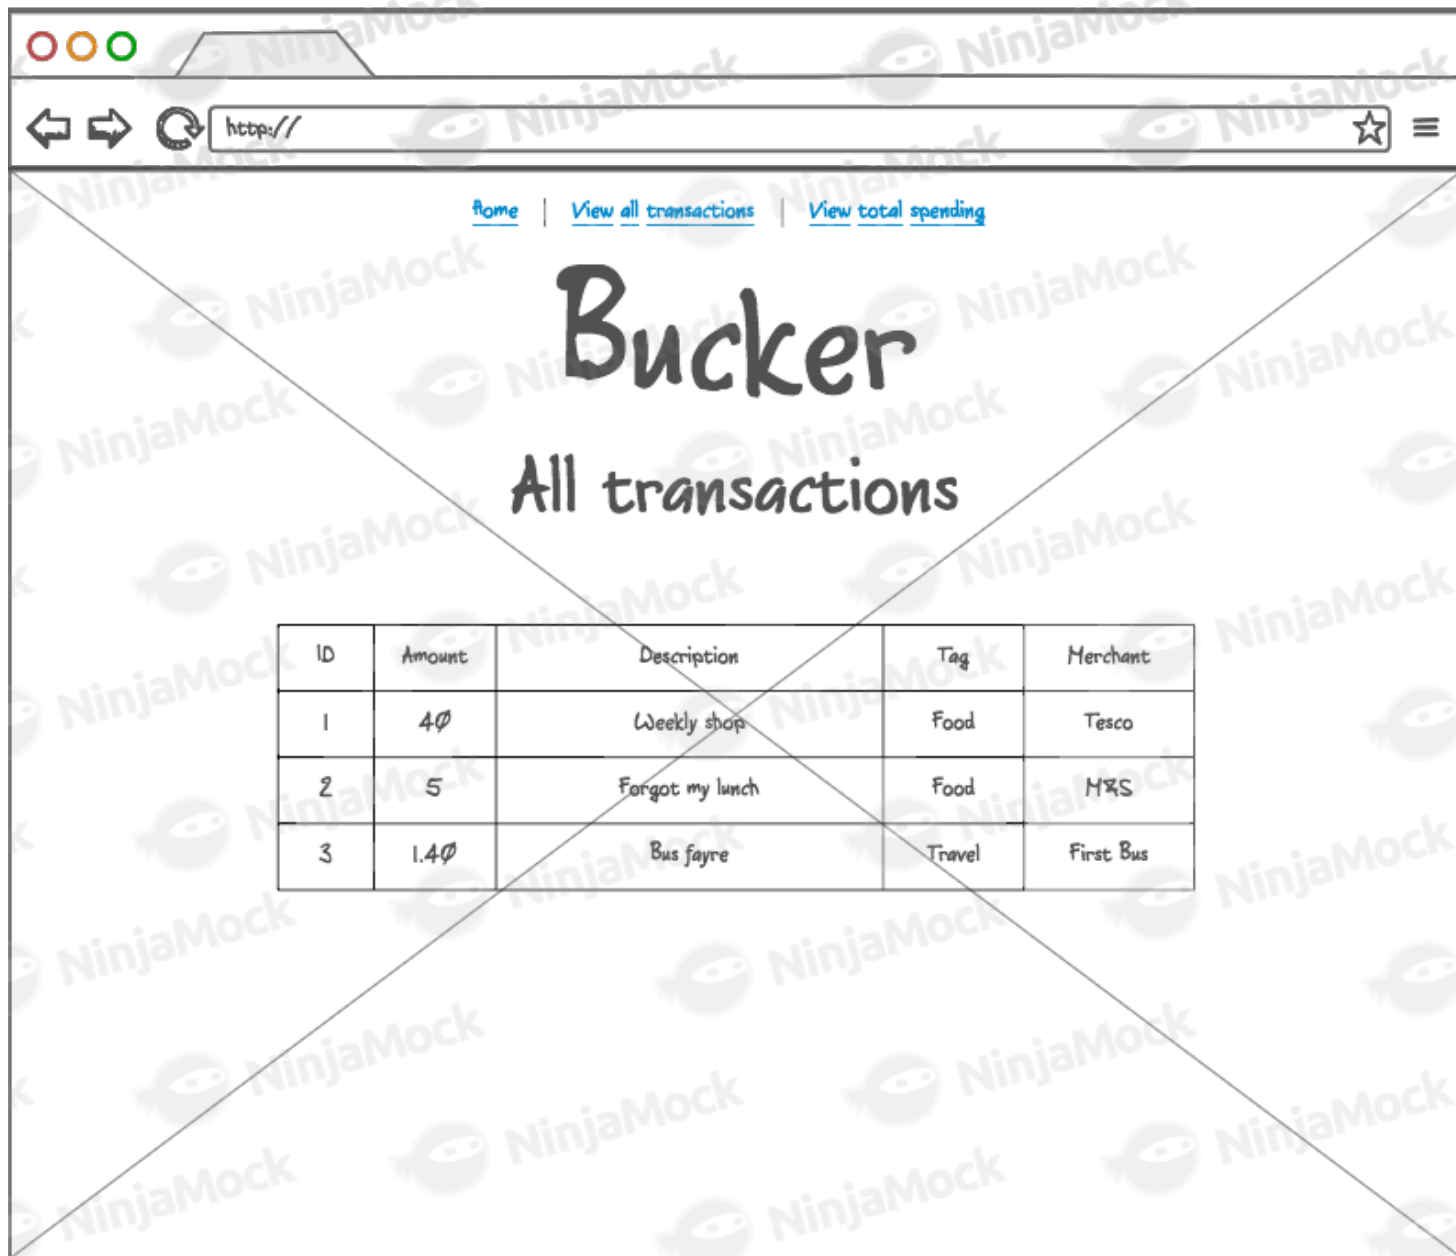 http://
Home | View all transactions | View total spending
Bucker
All transactions
ID Amount Description Tag Merchant
1 40 Weekly shop Food Tesco
2 5 Forgot my lunch Food M&S
3 1.40 Bus fayre Travel First Bus
NinjaMock